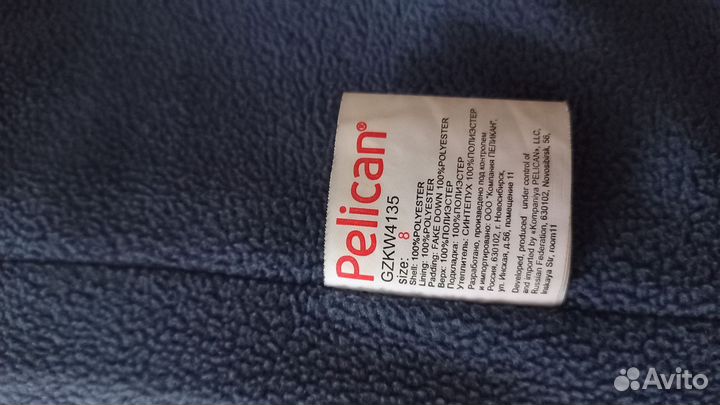 Pelican®
GZKW4135
size: 8
Shell: 100%POLYESTER
Lining: 100%POLYESTER
Padding: FAKE DOWN 100%POLYESTER
Верх: 100%ПОЛИЭСТЕР
Подкладка: 100%ПОЛИЭСТЕР
Утеплитель: СИНТЕПУХ 100%ПОЛИЭСТЕР
Разработано, произведено под контролем
и импортировано: ООО "Компания ПЕЛИКАН",
Россия, 630102, г. Новосибирск,
ул. Инская, д.56, помещение 11
Developed, produced under control of
and imported by «Kompaniya PELICAN», LLC,
Russian Federation, 630102, Novosibirsk, 56,
Inskaya Str, room11
Avito